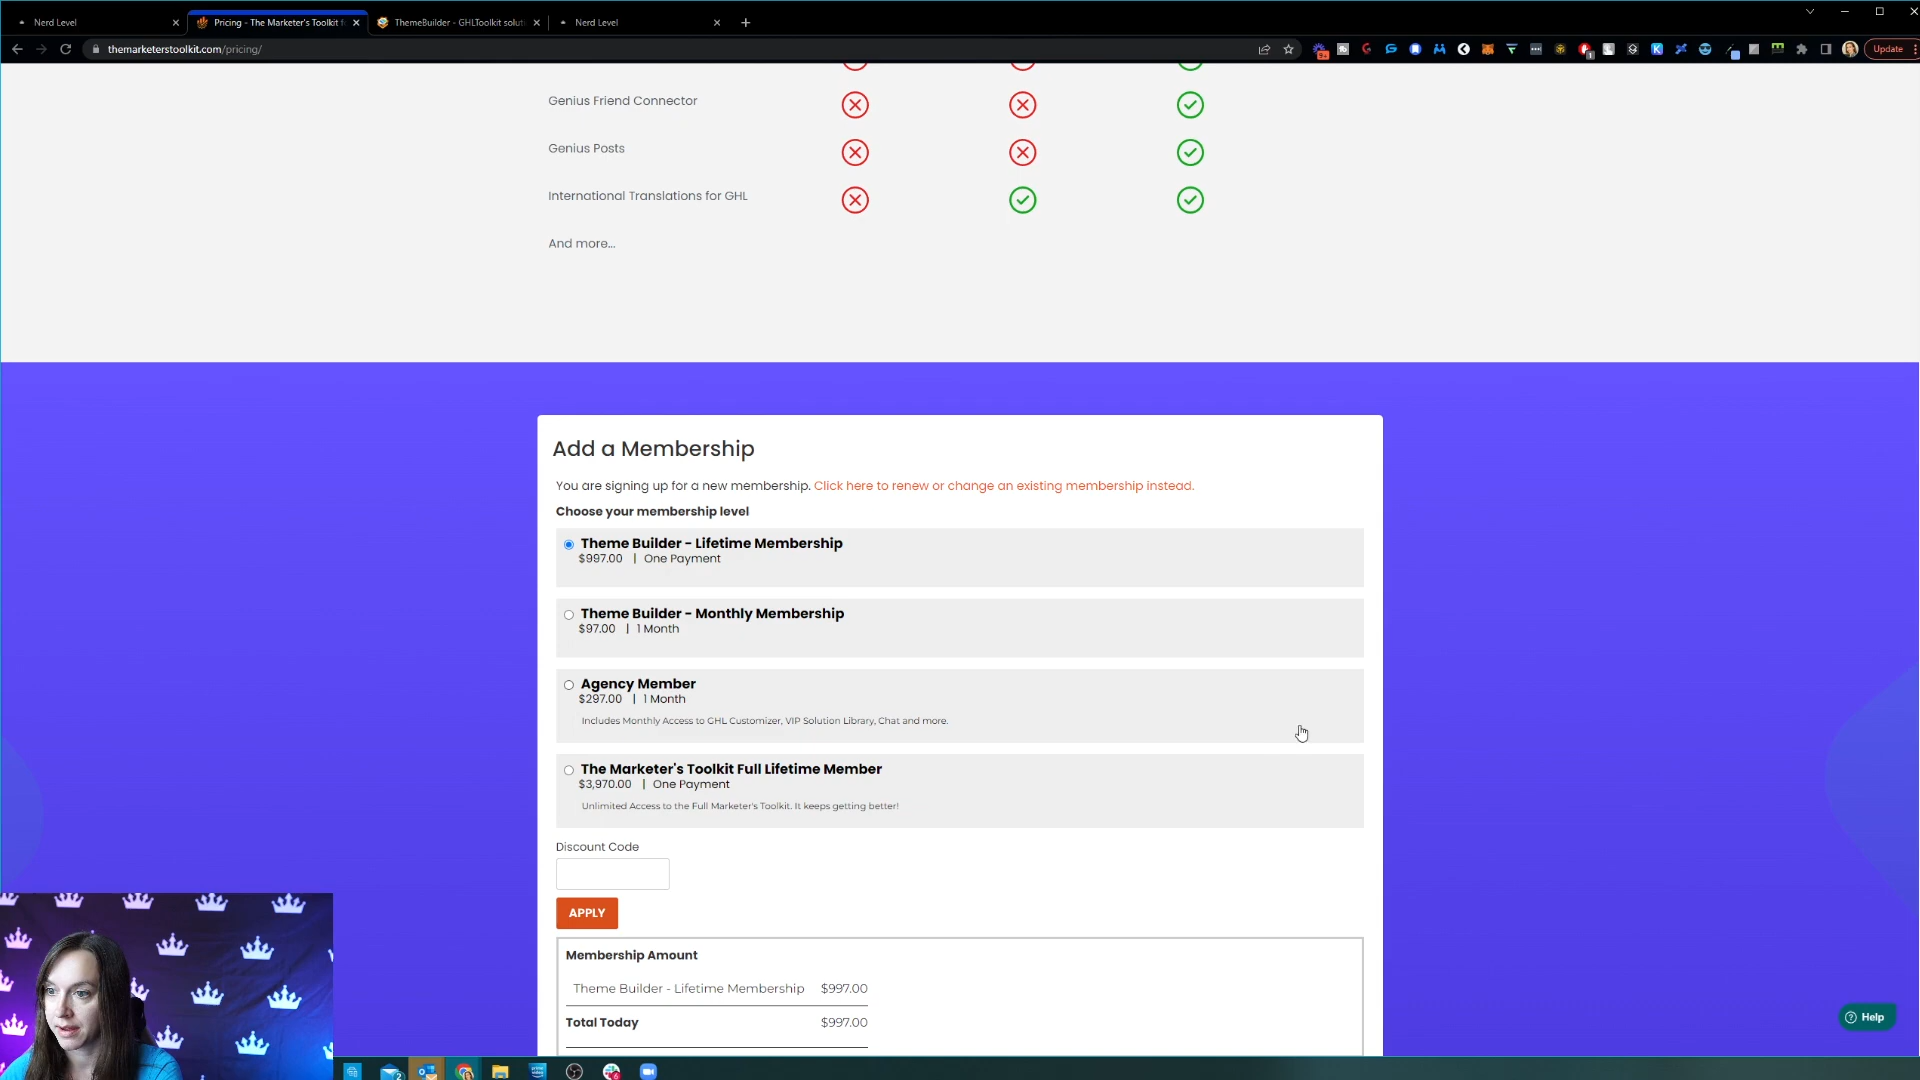 Nerd Level
Pricing - The Marketer's Toolkit f
ThemeBuilder - GHLToolkit soluti
Nerd Level
themarketerstoolkit.com/pricing/
Update
Genius Friend Connector
Genius Posts
International Translations for GHL
And more...
Add a Membership
You are signing up for a new membership. Click here to renew or change an existing membership instead.
Choose your membership level
Theme Builder - Lifetime Membership
$997.00 | One Payment
Theme Builder - Monthly Membership
$97.00 | 1 Month
Agency Member
$297.00 | 1 Month
Includes Monthly Access to GHL Customizer, VIP Solution Library, Chat and more.
The Marketer's Toolkit Full Lifetime Member
$3,970.00 | One Payment
Unlimited Access to the Full Marketer's Toolkit. It keeps getting better!
Discount Code
APPLY
Membership Amount
Theme Builder - Lifetime Membership $997.00
Total Today $997.00
Help